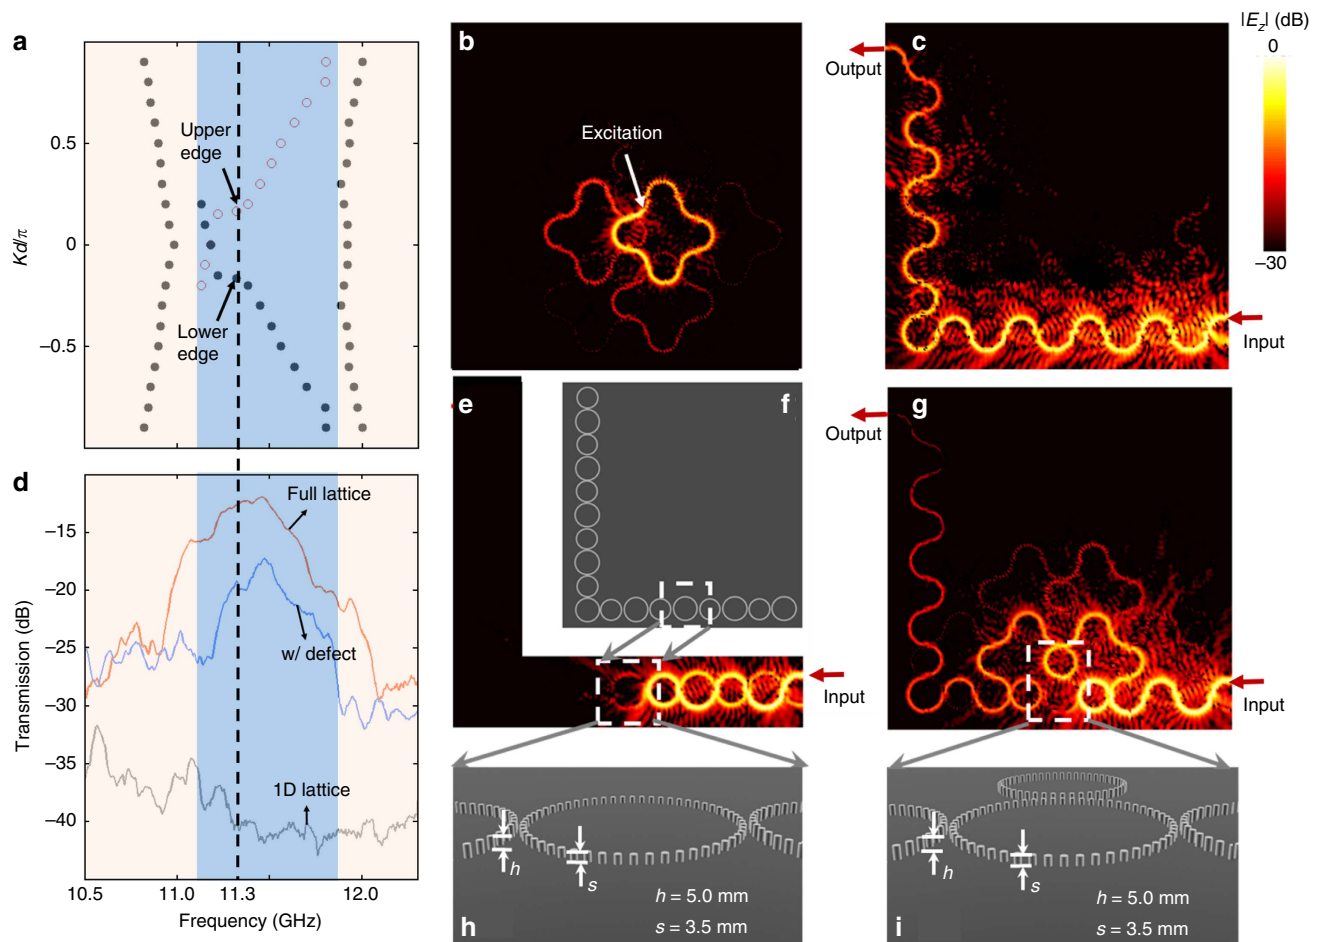 a
0.5
0
−0.5
Kd/π
Upper
edge
Lower
edge
b
Excitation
c
Output
Input
|Ez| (dB)
0
−30
d
−15
−20
−25
−30
−35
−40
Transmission (dB)
Full lattice
w/ defect
1D lattice
10.5
11.0
11.3
12.0
Frequency (GHz)
e
f
Input
g
Output
Input
h
s
h = 5.0 mm
s = 3.5 mm
h
h
s
h = 5.0 mm
s = 3.5 mm
i